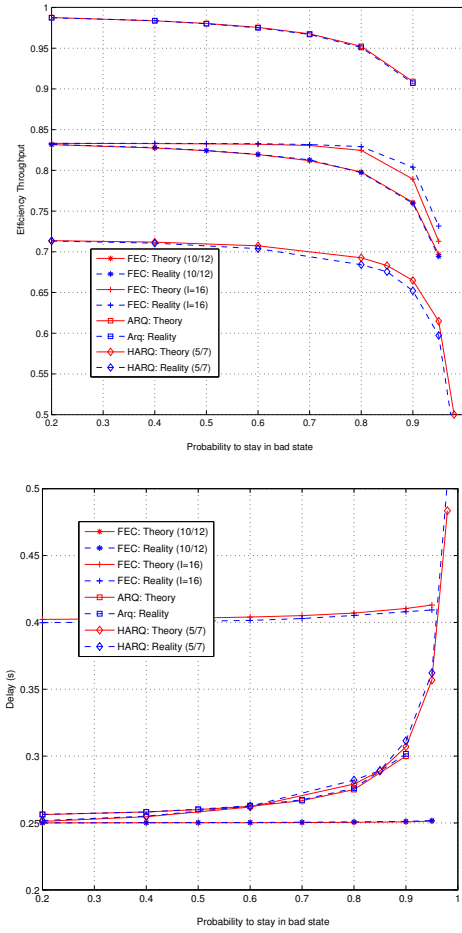 1
0.95
0.9
0.85
0.8
0.75
0.7
0.65
0.6
0.55
0.5
Efficiency Throughput
FEC: Theory (10/12)
FEC: Reality (10/12)
FEC: Theory (I=16)
FEC: Reality (I=16)
ARQ: Theory
Arq: Reality
HARQ: Theory (5/7)
HARQ: Reality (5/7)
0.2 0.3 0.4 0.5 0.6 0.7 0.8 0.9
Probability to stay in bad state
0.5
0.45
0.4
0.35
0.3
0.25
0.2
Delay (s)
FEC: Theory (10/12)
FEC: Reality (10/12)
FEC: Theory (I=16)
FEC: Reality (I=16)
ARQ: Theory
Arq: Reality
HARQ: Theory (5/7)
HARQ: Reality (5/7)
0.2 0.3 0.4 0.5 0.6 0.7 0.8 0.9 1
Probability to stay in bad state